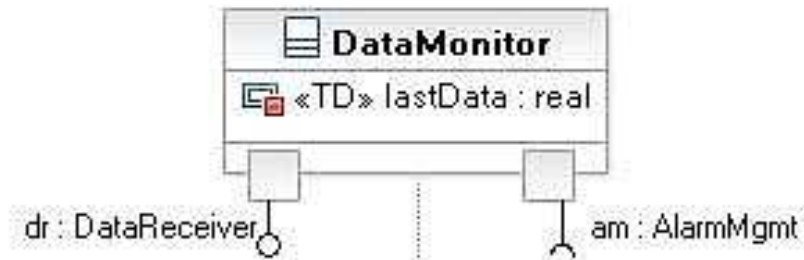 DataMonitor
«TD» lastData : real
dr : DataReceiver
am : AlarmMgmt